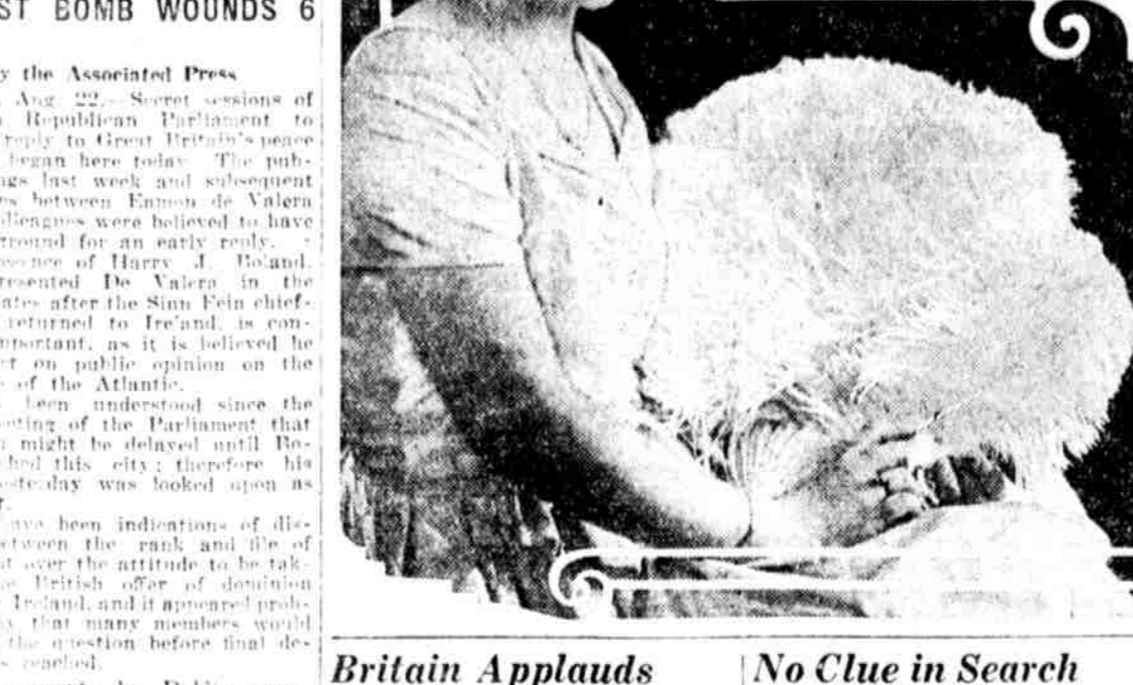 ST BOMB WOUNDS 6
y the Associated Press
Aug. 22.—Secret sessions of
Republican Parliament to
reply to Great Britain's peace
began here today. The pub-
ngs last week and subsequent
es between Eamon de Valera
olleagues were believed to have
ground for an early reply.
sence of Harry J. Boland,
resented De Valera in the
ates after the Sinn Fein chief-
returned to Ireland, is con-
mportant, as it is believed he
ct on public opinion on the
e of the Atlantic.
been understood since the
eeting of the Parliament that
n might be delayed until Bo-
ched this city; therefore his
yesterday was looked upon as
ave been indications of dis-
etween the rank and file of
nt over the attitude to be tak-
he British offer of dominion
r Ireland, and it appeared prob-
ay that many members would
the question before final de-
s reached.
Britain Applauds
No Clue in Search